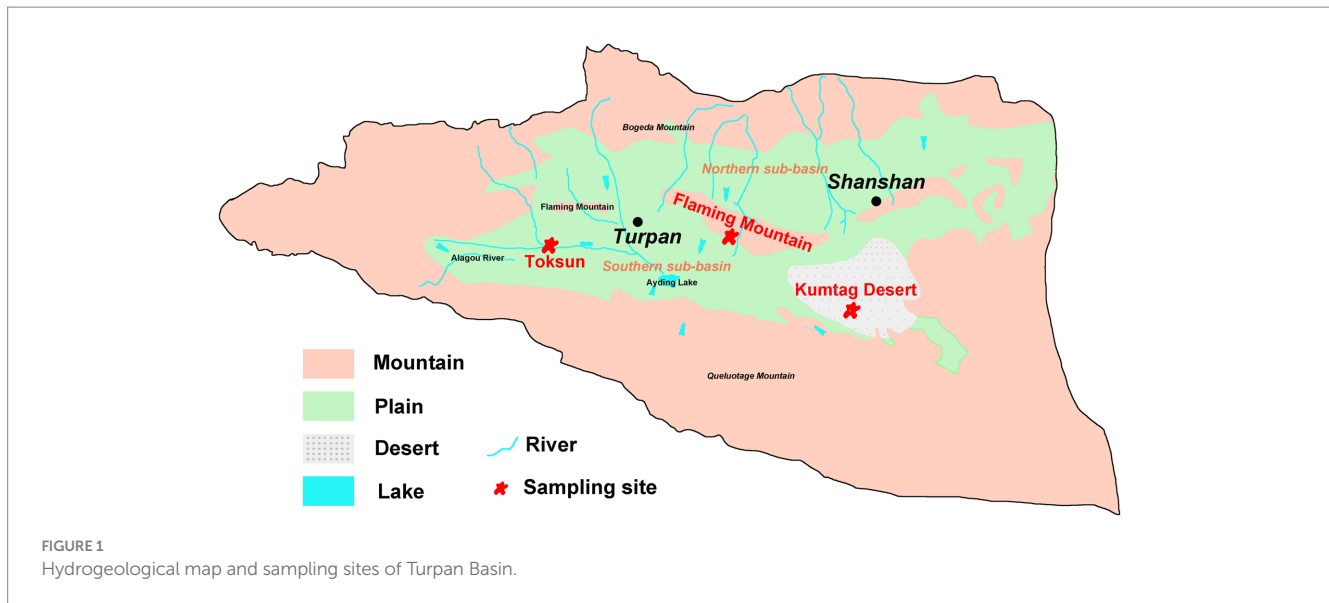 Bogeda Mountain
Northern sub-basin
Shanshan
Flaming Mountain
Flaming Mountain
Turpan
Toksun
Alagou River
Southern sub-basin
Ayding Lake
Kumtag Desert
Queluotage Mountain
Mountain
Plain
Desert
River
Lake
Sampling site
FIGURE 1
Hydrogeological map and sampling sites of Turpan Basin.